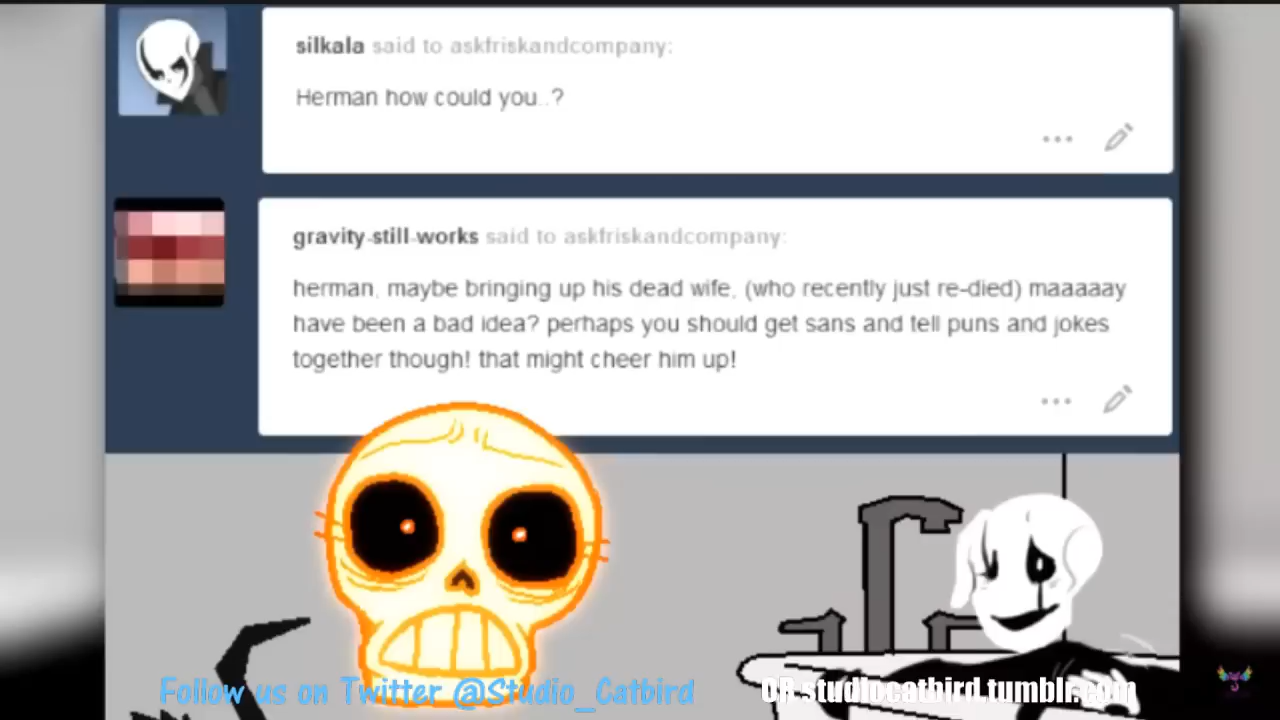 silkala said to askfriskandcompany:
Herman how could you..?
gravity-still-works said to askfriskandcompany:
herman, maybe bringing up his dead wife, (who recently just re-died) maaaaay
have been a bad idea? perhaps you should get sans and tell puns and jokes
together though! that might cheer him up!
Follow us on Twitter @Studio_Catbird OR studiocatbird.tumblr.com